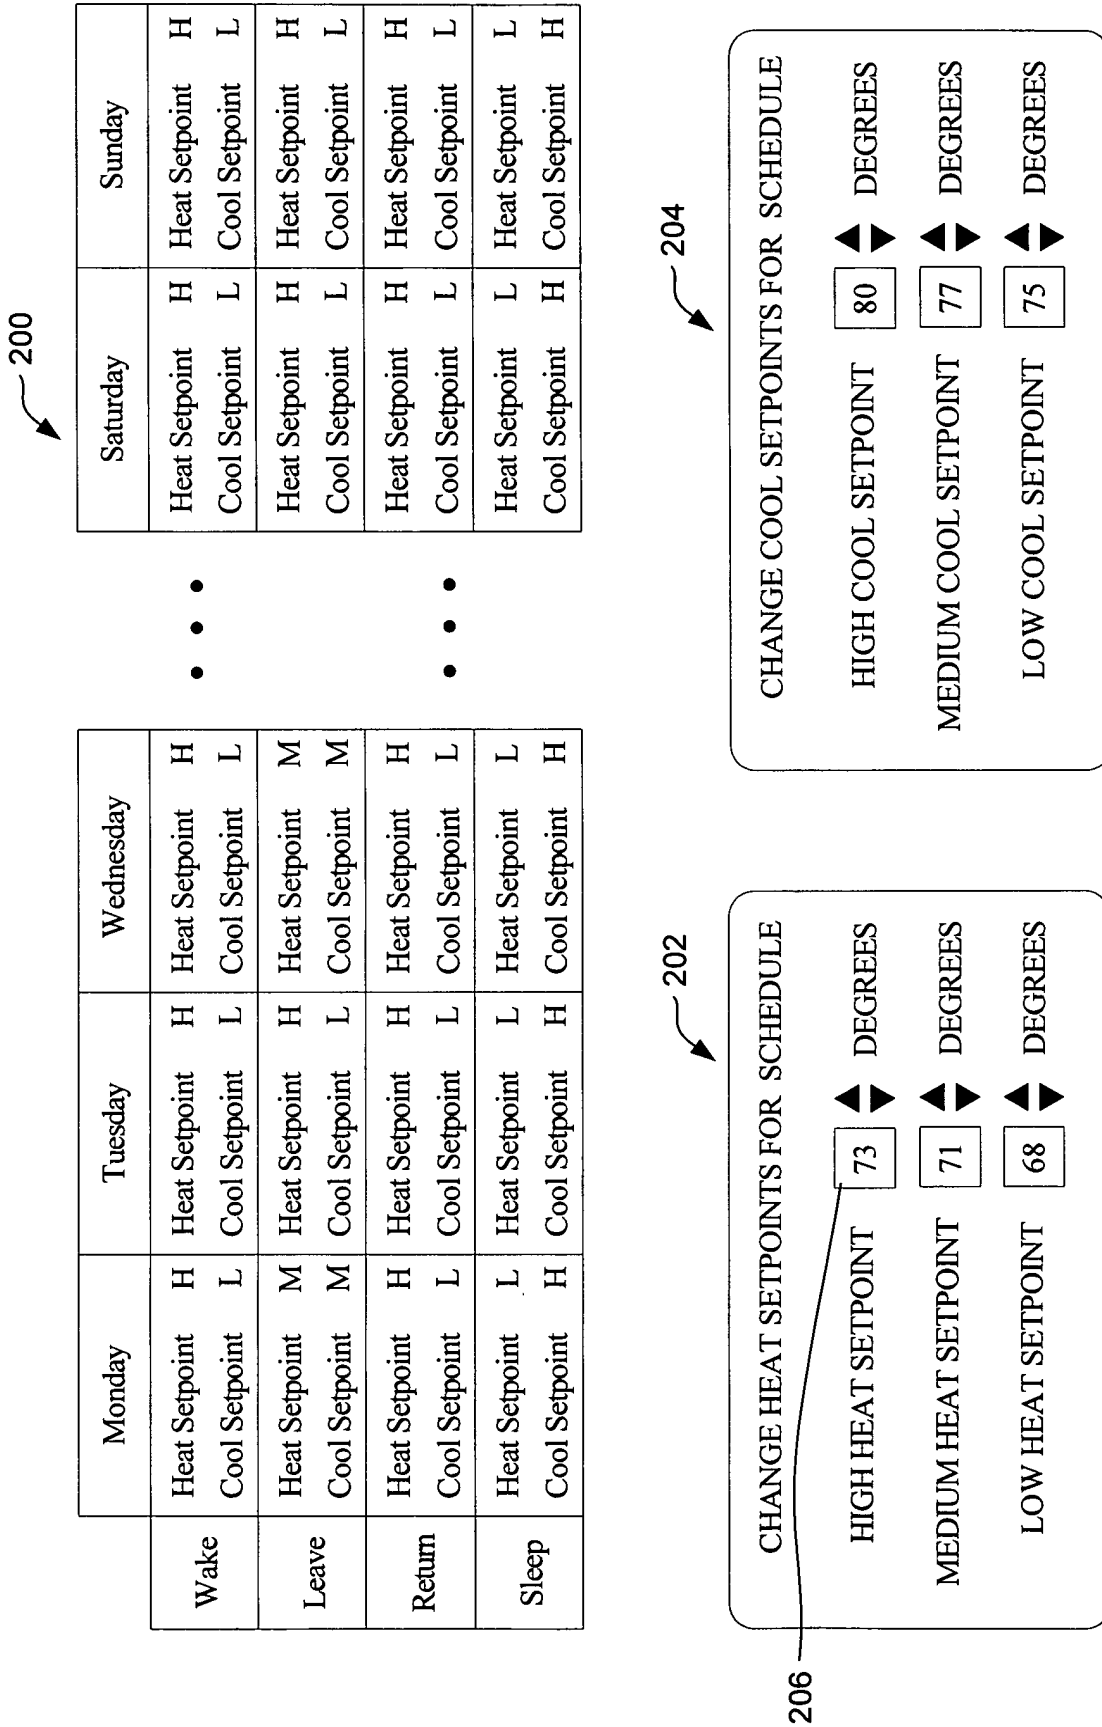 200
Monday Tuesday Wednesday Saturday Sunday
Wake Heat Setpoint H Heat Setpoint H Heat Setpoint H Heat Setpoint H Heat Setpoint H
Cool Setpoint L Cool Setpoint L Cool Setpoint L Cool Setpoint L Cool Setpoint L
Leave Heat Setpoint M Heat Setpoint H Heat Setpoint M Heat Setpoint H Heat Setpoint H
Cool Setpoint M Cool Setpoint L Cool Setpoint M Cool Setpoint L Cool Setpoint L
Return Heat Setpoint H Heat Setpoint H Heat Setpoint H Heat Setpoint H Heat Setpoint H
Cool Setpoint L Cool Setpoint L Cool Setpoint L Cool Setpoint L Cool Setpoint L
Sleep Heat Setpoint L Heat Setpoint L Heat Setpoint L Heat Setpoint L Heat Setpoint L
Cool Setpoint H Cool Setpoint H Cool Setpoint H Cool Setpoint H Cool Setpoint H
202
CHANGE HEAT SETPOINTS FOR SCHEDULE
HIGH HEAT SETPOINT 73 DEGREES
MEDIUM HEAT SETPOINT 71 DEGREES
LOW HEAT SETPOINT 68 DEGREES
206
204
CHANGE COOL SETPOINTS FOR SCHEDULE
HIGH COOL SETPOINT 80 DEGREES
MEDIUM COOL SETPOINT 77 DEGREES
LOW COOL SETPOINT 75 DEGREES